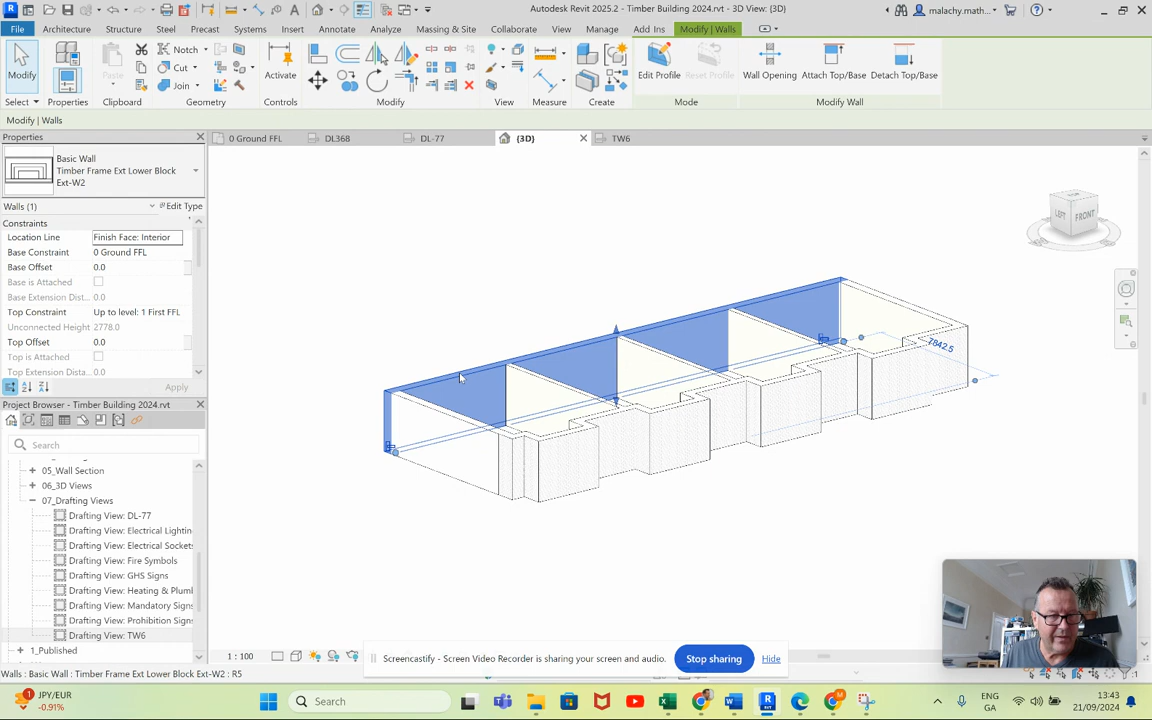 Autodesk Revit 2025.2 - Timber Building 2024.rvt - 3D View: {3D}
malachy.math...
File Architecture Structure Steel Precast Systems Insert Annotate Analyze Massing & Site Collaborate View Manage Add Ins Modify | Walls
Modify
Paste
Notch
Cut
Join
Activate
Edit Profile
Reset Profile
Wall Opening
Attach Top/Base
Detach Top/Base
Select Properties Clipboard Geometry Controls Modify View Measure Create Mode Modify Wall
Modify | Walls
Properties
0 Ground FFL
DL368
DL-77
{3D}
TW6
Basic Wall
Timber Frame Ext Lower Block
Ext-W2
Walls (1)
Edit Type
Constraints
Location Line Finish Face: Interior
Base Constraint 0 Ground FFL
Base Offset 0.0
Base is Attached
Base Extension Dist... 0.0
Top Constraint Up to level: 1 First FFL
Unconnected Height 2778.0
Top Offset 0.0
Top is Attached
Top Extension Dist... 0.0
Apply
Project Browser - Timber Building 2024.rvt
Search
05_Wall Section
06_3D Views
07_Drafting Views
Drafting View: DL-77
Drafting View: Electrical Lightin
Drafting View: Electrical Sockets
Drafting View: Fire Symbols
Drafting View: GHS Signs
Drafting View: Heating & Plumb
Drafting View: Mandatory Signs
Drafting View: Prohibition Signs
Drafting View: TW6
1_Published
LEFT FRONT
7842.5
1 : 100
Screencastify - Screen Video Recorder is sharing your screen and audio.
Stop sharing
Hide
Walls : Basic Wall : Timber Frame Ext Lower Block Ext-W2 : R5
:1
JPY/EUR
-0.91%
Search
ENG
GA
13:43
21/09/2024